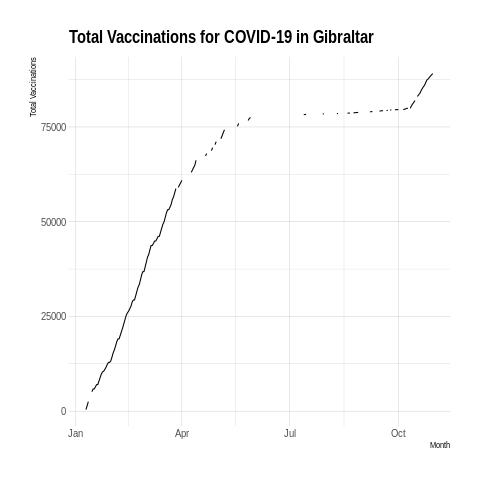 Total Vaccinations for COVID-19 in Gibraltar
Total Vaccinations
75000
50000
25000
0
Jan Apr Jul Oct
Month